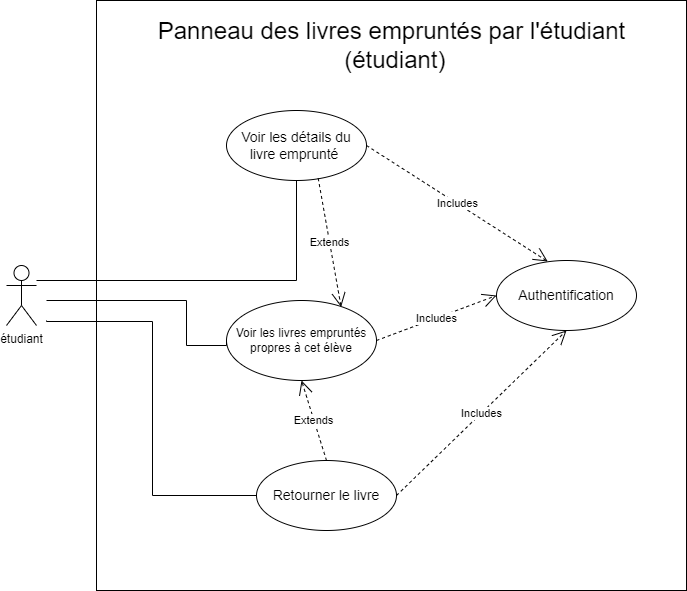 Panneau des livres empruntés par l'étudiant
(étudiant)
Voir les détails du
livre emprunté
Includes
Extends
Authentification
Voir les livres empruntés
propres à cet élève
Includes
étudiant
Extends
Includes
Retourner le livre